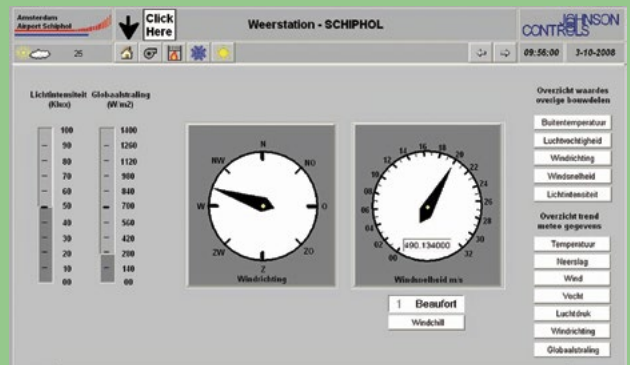 Amsterdam
Airport Schiphol
Click
Here
Weerstation - SCHIPHOL
JOHNSON
CONTROLS
26
09:56:00 3-10-2008
Lichtintensiteit
(Klux)
100
90
80
70
60
50
40
30
20
10
00
Globaalstraling
(W/m2)
1400
1260
1120
980
840
700
560
420
280
140
00
N
NO
O
ZO
Z
ZW
W
NW
Windrichting
00
02
04
06
08
10
12
14
16
18
20
22
24
26
28
30
32
490.134000
Windsnelheid m/s
1 Beaufort
Windchill
Overzicht waardes
overige bouwdelen
Buitentemperatuur
Luchtvochtigheid
Windrichting
Windsnelheid
Lichtintensiteit
Overzicht trend
meteo gegevens
Temperatuur
Neerslag
Wind
Vocht
Luchtdruk
Windrichting
Globaalstraling